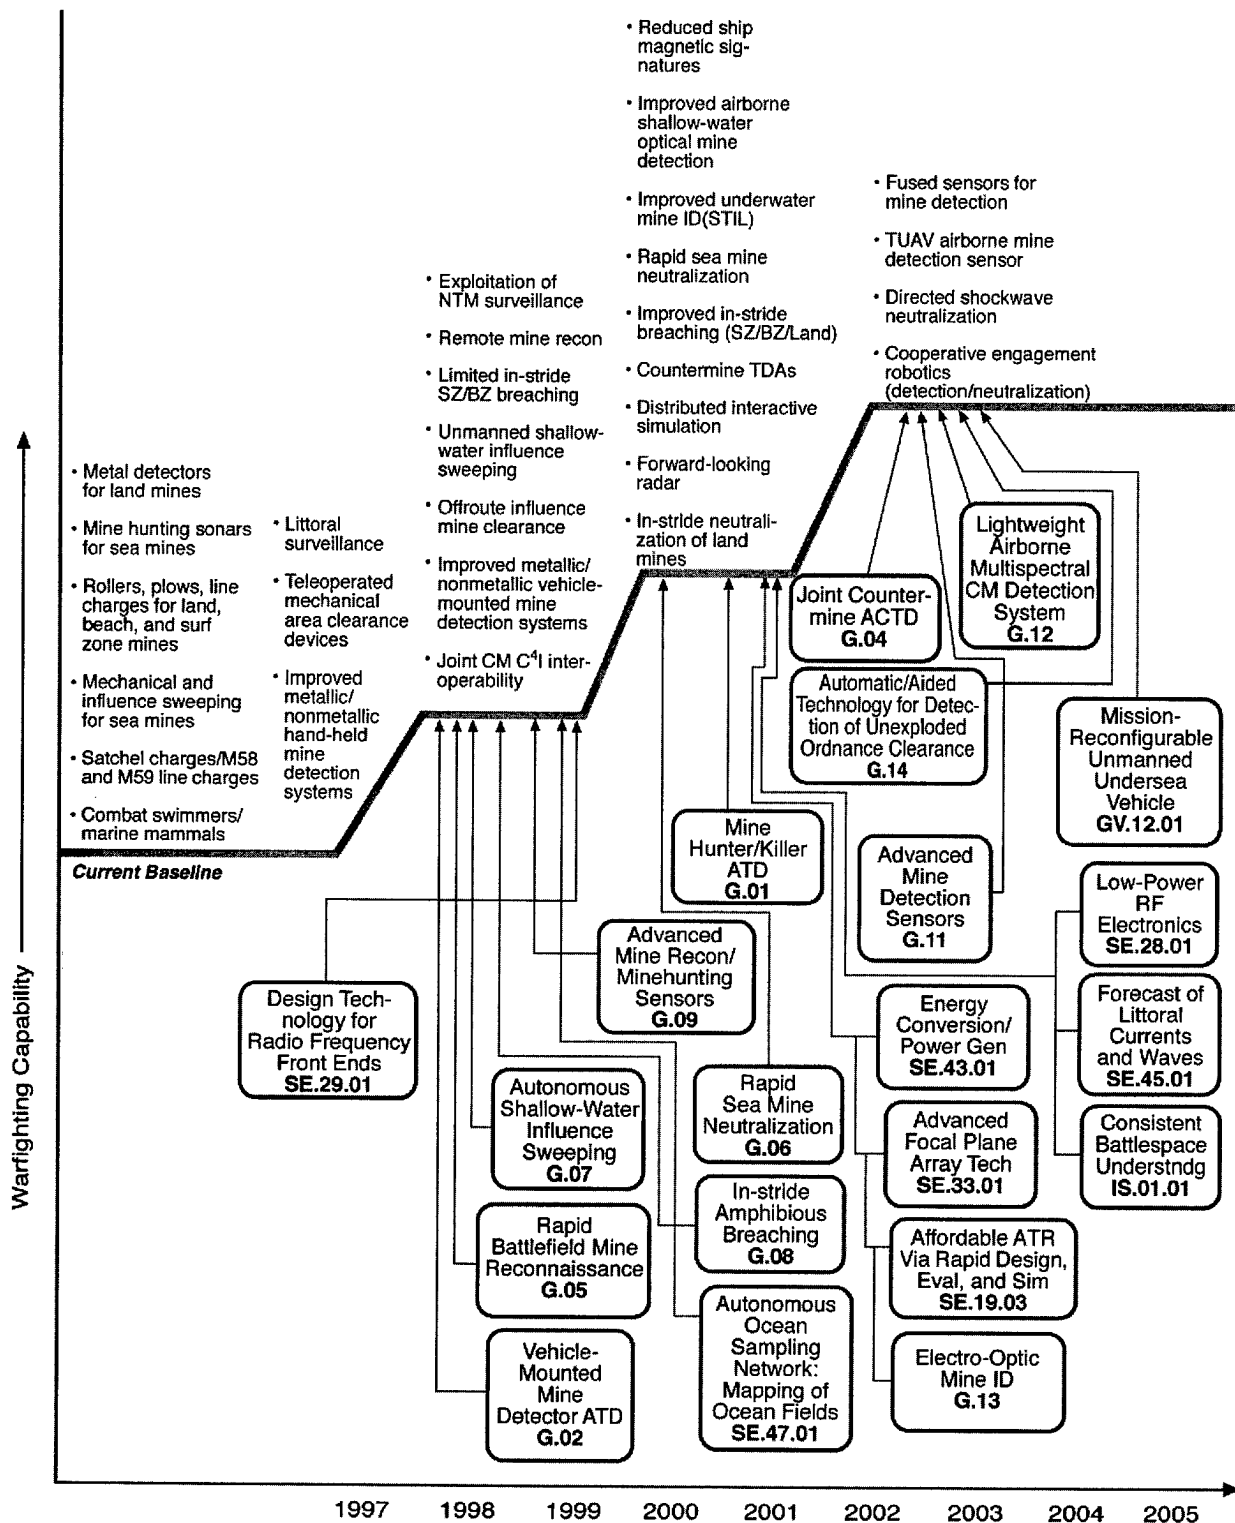 • Reduced ship
magnetic sig-
natures
• Improved airborne
shallow-water
optical mine
detection
• Improved underwater
mine ID(STIL)
• Rapid sea mine
neutralization
• Improved in-stride
breaching (SZ/BZ/Land)
• Countermine TDAs
• Distributed interactive
simulation
• Forward-looking
radar
• In-stride neutrali-
zation of land
mines
• Fused sensors for
mine detection
• TUAV airborne mine
detection sensor
• Directed shockwave
neutralization
• Cooperative engagement
robotics
(detection/neutralization)
• Exploitation of
NTM surveillance
• Remote mine recon
• Limited in-stride
SZ/BZ breaching
• Unmanned shallow-
water influence
sweeping
• Offroute influence
mine clearance
• Improved metallic/
nonmetallic vehicle-
mounted mine
detection systems
• Joint CM C⁴I inter-
operability
• Metal detectors
for land mines
• Mine hunting sonars
for sea mines
• Rollers, plows, line
charges for land,
beach, and surf
zone mines
• Mechanical and
influence sweeping
for sea mines
• Satchel charges/M58
and M59 line charges
• Combat swimmers/
marine mammals
• Littoral
surveillance
• Teleoperated
mechanical
area clearance
devices
• Improved
metallic/
nonmetallic
hand-held
mine
detection
systems
Current Baseline
Warfighting Capability
Lightweight
Airborne
Multispectral
CM Detection
System
G.12
Joint Counter-
mine ACTD
G.04
Automatic/Aided
Technology for Detec-
tion of Unexploded
Ordnance Clearance
G.14
Mission-
Reconfigurable
Unmanned
Undersea
Vehicle
GV.12.01
Mine
Hunter/Killer
ATD
G.01
Advanced
Mine
Detection
Sensors
G.11
Low-Power
RF
Electronics
SE.28.01
Advanced
Mine Recon/
Minehunting
Sensors
G.09
Design Tech-
nology for
Radio Frequency
Front Ends
SE.29.01
Energy
Conversion/
Power Gen
SE.43.01
Forecast of
Littoral
Currents
and Waves
SE.45.01
Autonomous
Shallow-Water
Influence
Sweeping
G.07
Rapid
Sea Mine
Neutralization
G.06
Advanced
Focal Plane
Array Tech
SE.33.01
Consistent
Battlespace
Understndg
IS.01.01
Rapid
Battlefield Mine
Reconnaissance
G.05
In-stride
Amphibious
Breaching
G.08
Affordable ATR
Via Rapid Design,
Eval, and Sim
SE.19.03
Vehicle-
Mounted
Mine
Detector ATD
G.02
Autonomous
Ocean
Sampling
Network:
Mapping of
Ocean Fields
SE.47.01
Electro-Optic
Mine ID
G.13
1997 1998 1999 2000 2001 2002 2003 2004 2005